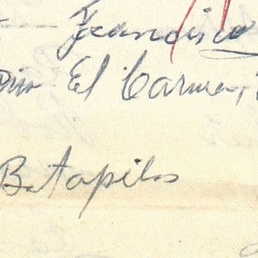 Francisco
El Carmen,
Batopilas